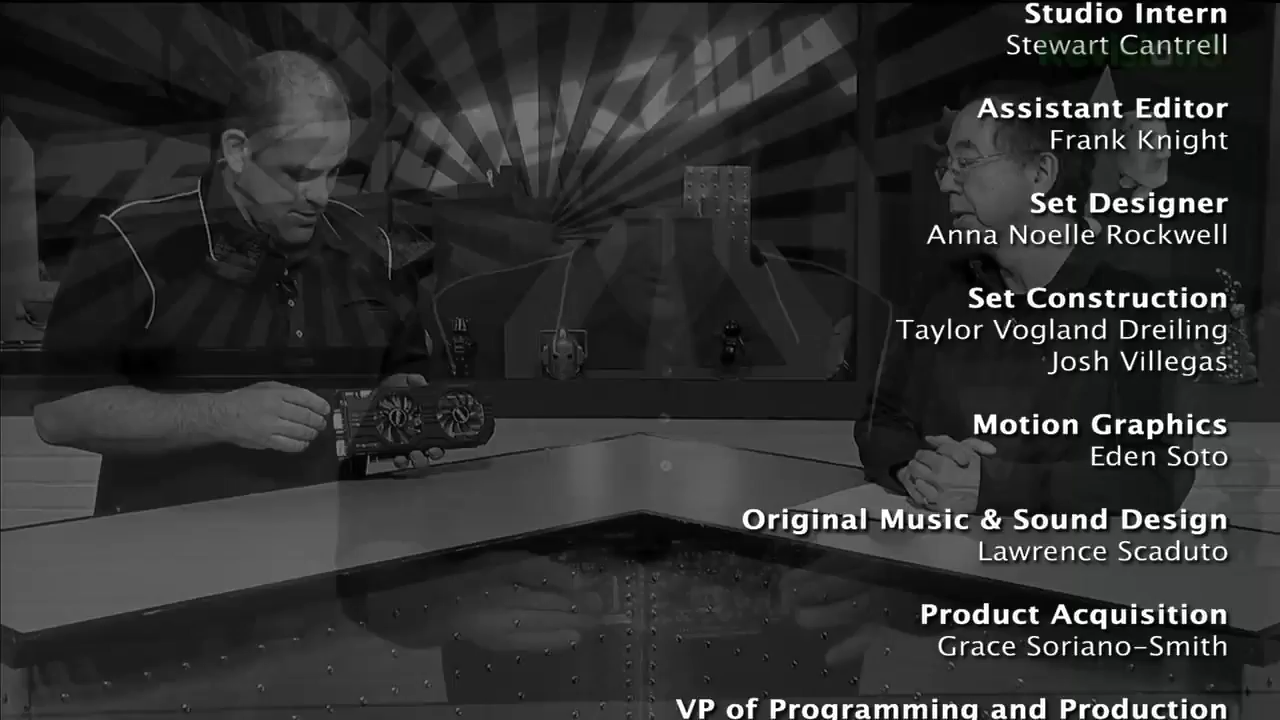 Studio Intern
Stewart Cantrell
Revision3
Assistant Editor
Frank Knight
Set Designer
Anna Noelle Rockwell
Set Construction
Taylor Vogland Dreiling
Josh Villegas
Motion Graphics
Eden Soto
Original Music & Sound Design
Lawrence Scaduto
Product Acquisition
Grace Soriano-Smith
VP of Programming and Production